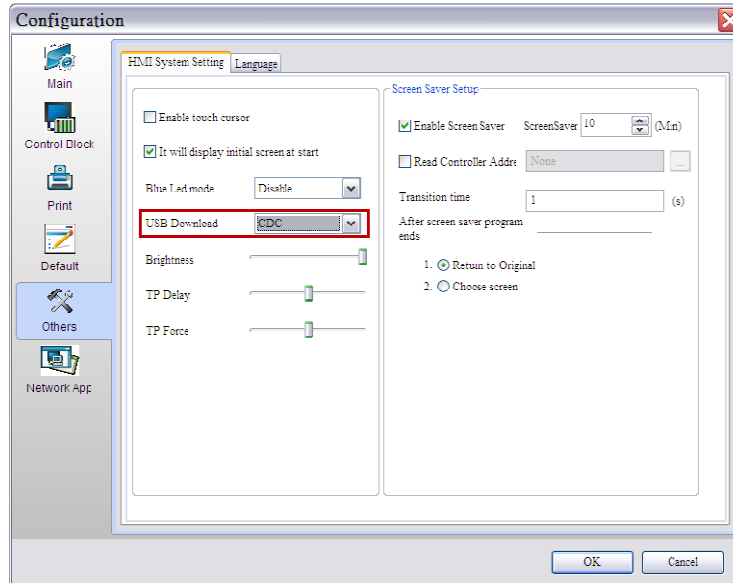 Configuration
Main
Control Block
Print
Default
Others
Network App
HMI System Setting
Language
Enable touch cursor
It will display initial screen at start
Blue Led mode
Disable
USB Download
CDC
Brightness
TP Delay
TP Force
Screen Saver Setup
Enable Screen Saver
ScreenSaver
10
(Min)
Read Controller Addre
None
...
Transition time
1
(s)
After screen saver program
ends
1. Return to Original
2. Choose screen
OK
Cancel